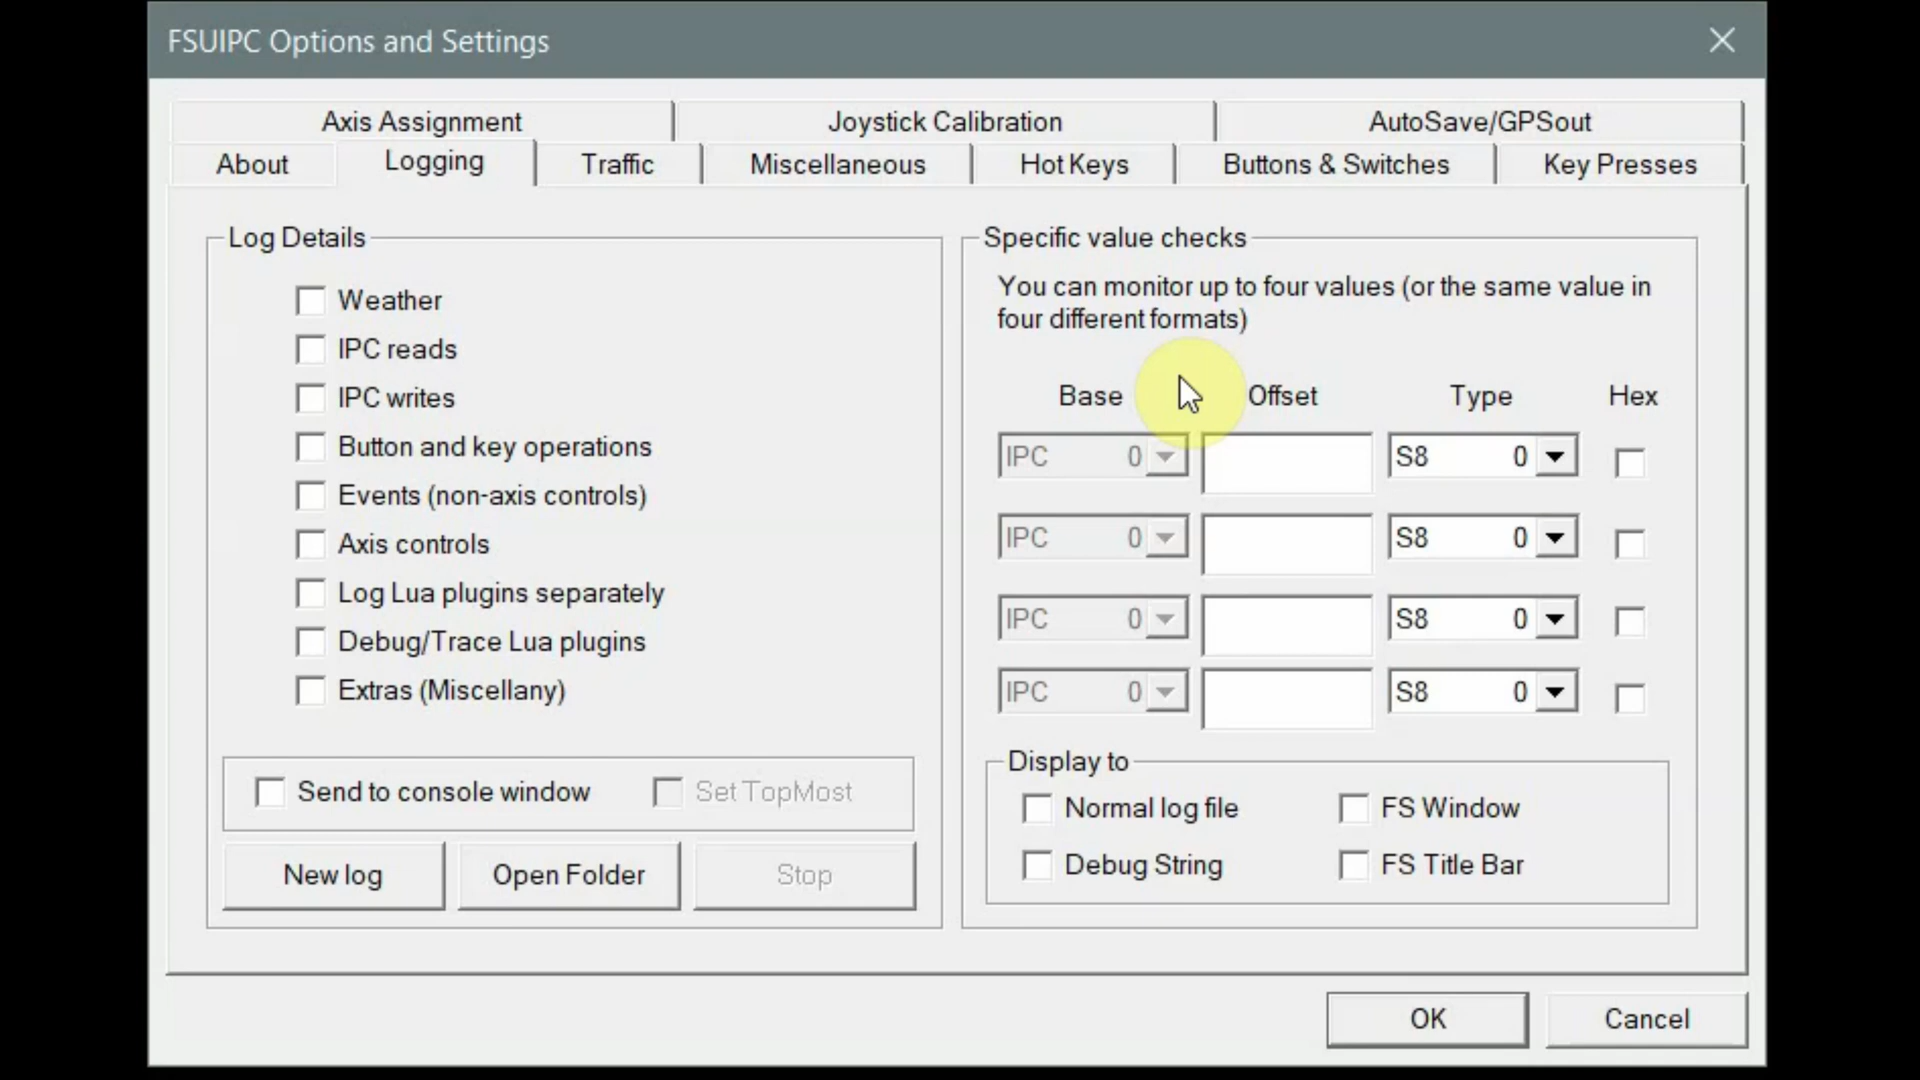 FSUIPC Options and Settings
Axis Assignment
Joystick Calibration
AutoSave/GPSout
About
Logging
Traffic
Miscellaneous
Hot Keys
Buttons & Switches
Key Presses
Log Details
Weather
IPC reads
IPC writes
Button and key operations
Events (non-axis controls)
Axis controls
Log Lua plugins separately
Debug/Trace Lua plugins
Extras (Miscellany)
Send to console window
Set TopMost
New log
Open Folder
Stop
Specific value checks
You can monitor up to four values (or the same value in
four different formats)
Base
Offset
Type
Hex
IPC 0
S8 0
IPC 0
S8 0
IPC 0
S8 0
IPC 0
S8 0
Display to
Normal log file
FS Window
Debug String
FS Title Bar
OK
Cancel